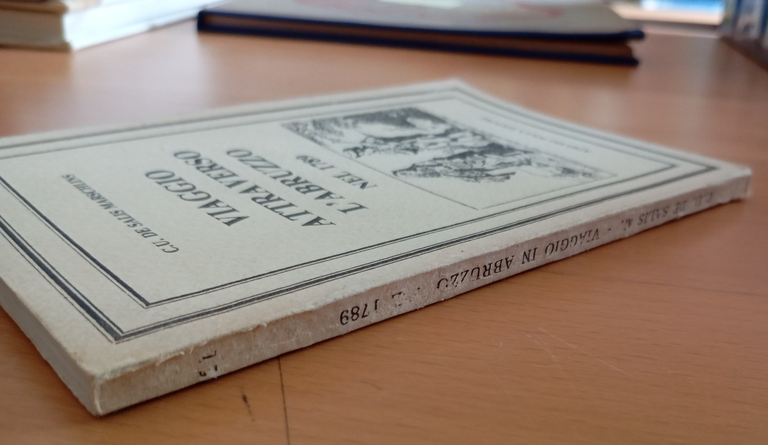 C.U. DE SALIS MARSCHLINS
VIAGGIO
ATTRAVERSO
L'ABRUZZO
NEL 1789
U. DE SALIS M. - VIAGGIO IN ABRUZZO 1789